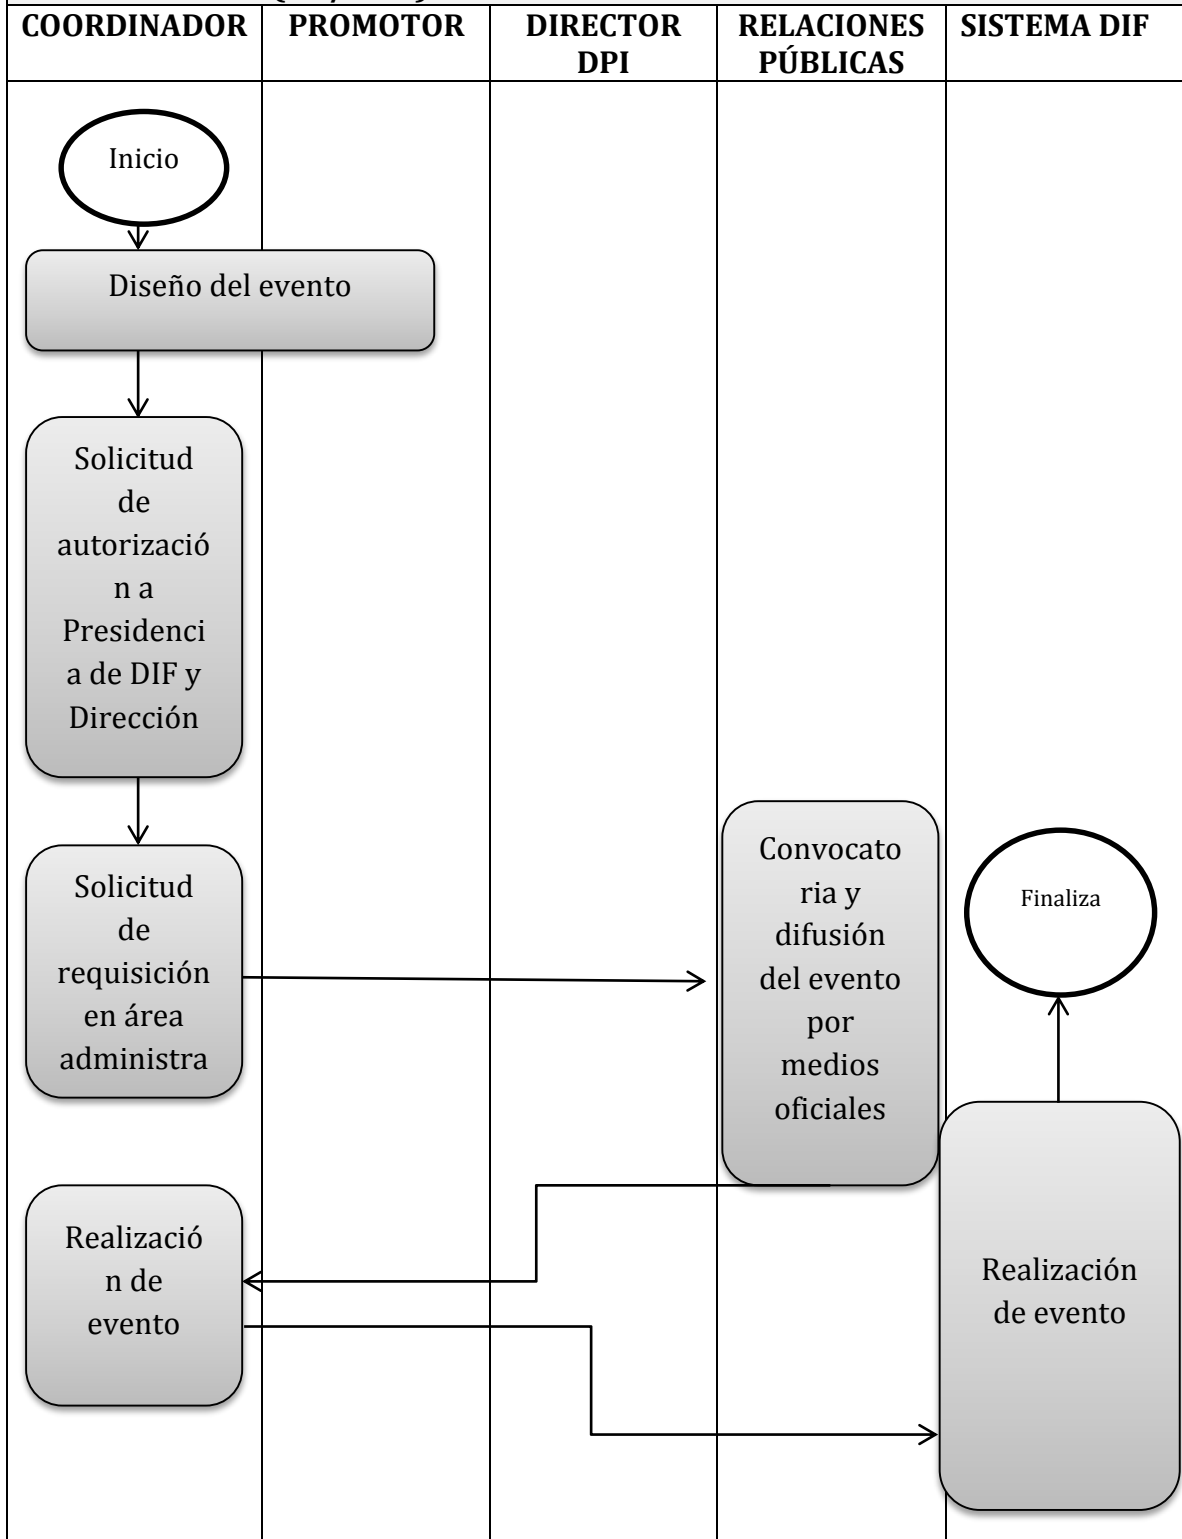 COORDINADOR
PROMOTOR
DIRECTOR
DPI
RELACIONES
PÚBLICAS
SISTEMA DIF
Inicio
Diseño del evento
Solicitud
de
autorizació
n a
Presidenci
a de DIF y
Dirección
Solicitud
de
requisición
en área
administra
Convocato
ria y
difusión
del evento
por
medios
oficiales
Finaliza
Realizació
n de
evento
Realización
de evento